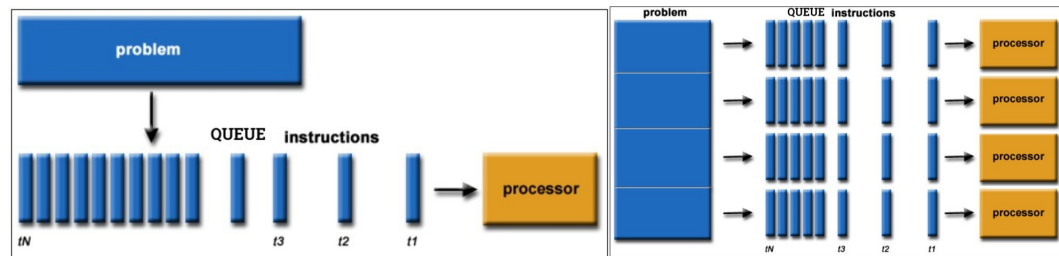 problem
QUEUE instructions
processor
tN t3 t2 t1
problem
QUEUE instructions
processor
processor
processor
processor
tN t3 t2 t1